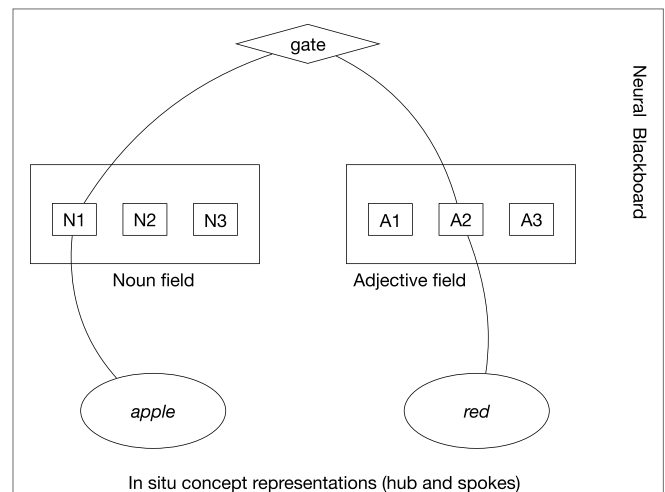 gate
Neural Blackboard
N1 N2 N3
A1 A2 A3
Noun field
Adjective field
apple
red
In situ concept representations (hub and spokes)